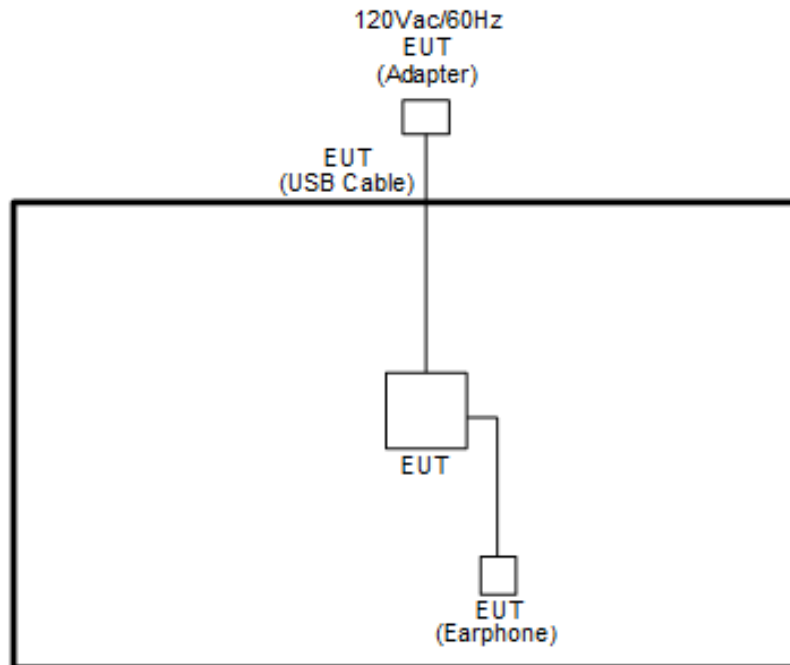 120Vac/60Hz
EUT
(Adapter)
EUT
(USB Cable)
EUT
EUT
(Earphone)